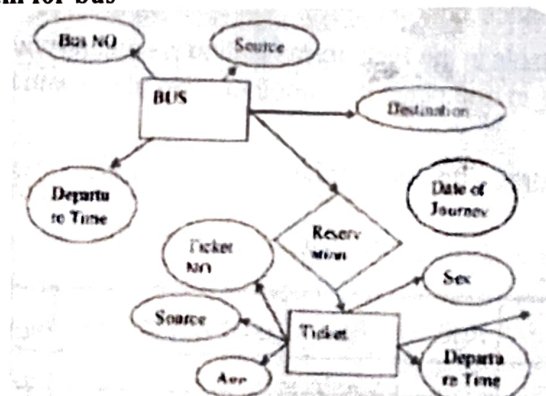 for bus
Bus NO
Source
BUS
Destination
Departu
re Time
Date of
Journey
Reserv
ation
Ticket
NO
Sex
Source
Ticket
Departu
re Time
Age